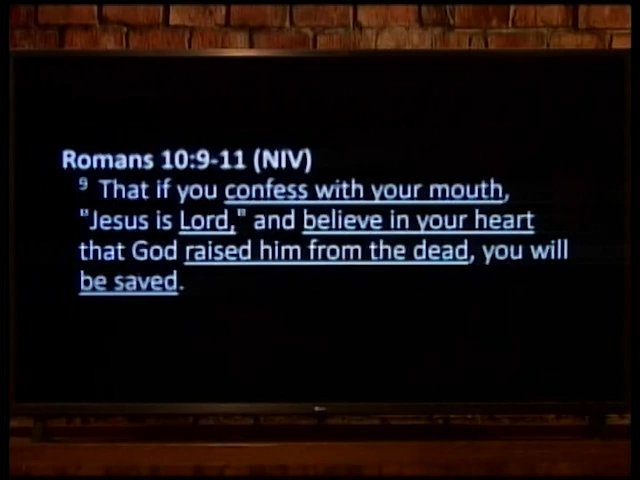 Romans 10:9-11 (NIV)
9 That if you confess with your mouth,
"Jesus is Lord," and believe in your heart
that God raised him from the dead, you will
be saved.